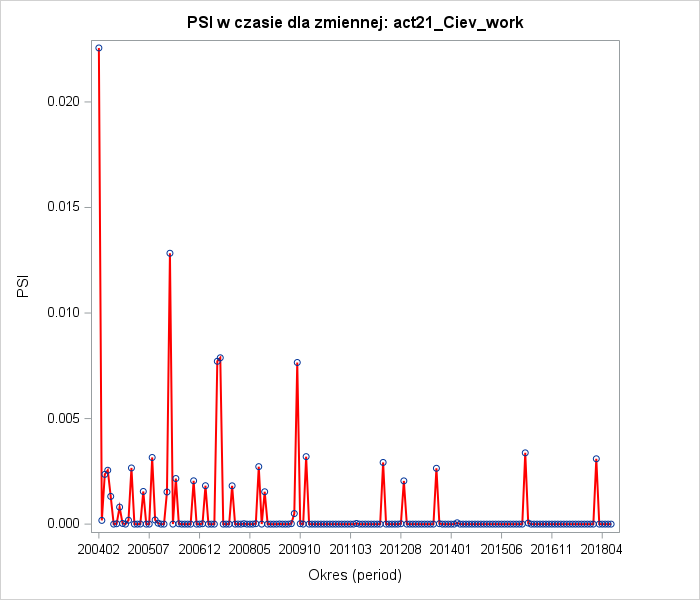 PSI w czasie dla zmiennej: act21_Ciev_work
0.020
0.015
PSI
0.010
0.005
0.000
200402 200507 200612 200805 200910 201103 201208 201401 201506 201611 201804
Okres (period)